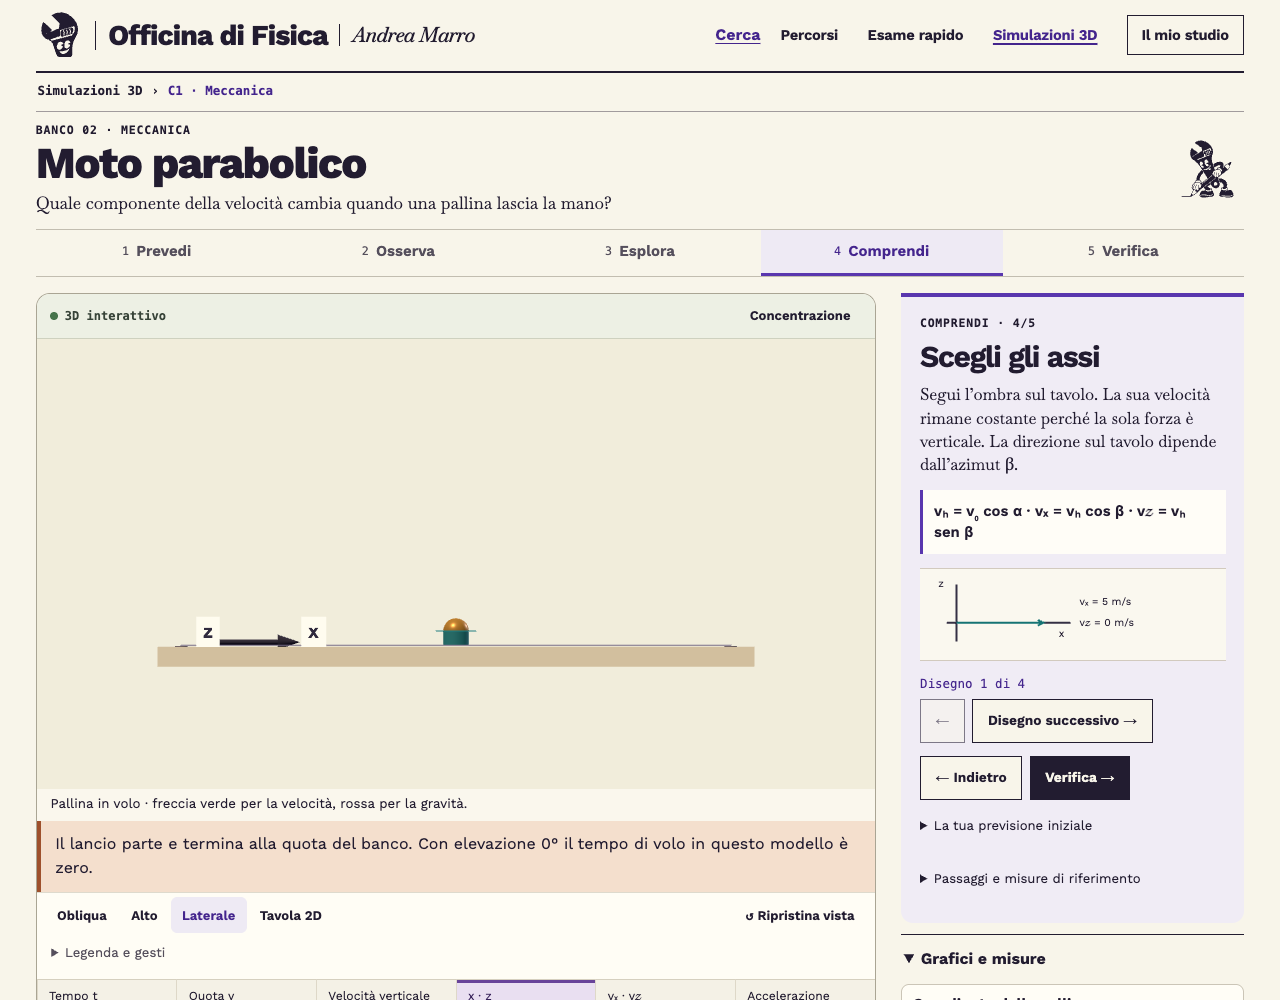 Officina di Fisica
Andrea Marro
Cerca
Percorsi
Esame rapido
Simulazioni 3D
Il mio studio
Simulazioni 3D › C1 · Meccanica
BANCO 02 · MECCANICA
Moto parabolico
Quale componente della velocità cambia quando una pallina lascia la mano?
1 Prevedi
2 Osserva
3 Esplora
4 Comprendi
5 Verifica
3D interattivo
Concentrazione
Z
X
Pallina in volo · freccia verde per la velocità, rossa per la gravità.
Il lancio parte e termina alla quota del banco. Con elevazione 0° il tempo di volo in questo modello è
zero.
Obliqua
Alto
Laterale
Tavola 2D
↺ Ripristina vista
▶ Legenda e gesti
Tempo t
Quota y
Velocità verticale
x · z
vₓ · vz
Accelerazione
COMPRENDI · 4/5
Scegli gli assi
Segui l’ombra sul tavolo. La sua velocità
rimane costante perché la sola forza è
verticale. La direzione sul tavolo dipende
dall’azimut β.
vₕ = v₀ cos α · vₓ = vₕ cos β · v𝑧 = vₕ
sen β
z
x
vₓ = 5 m/s
v𝑧 = 0 m/s
Disegno 1 di 4
←
Disegno successivo →
← Indietro
Verifica →
▶ La tua previsione iniziale
▶ Passaggi e misure di riferimento
▼ Grafici e misure